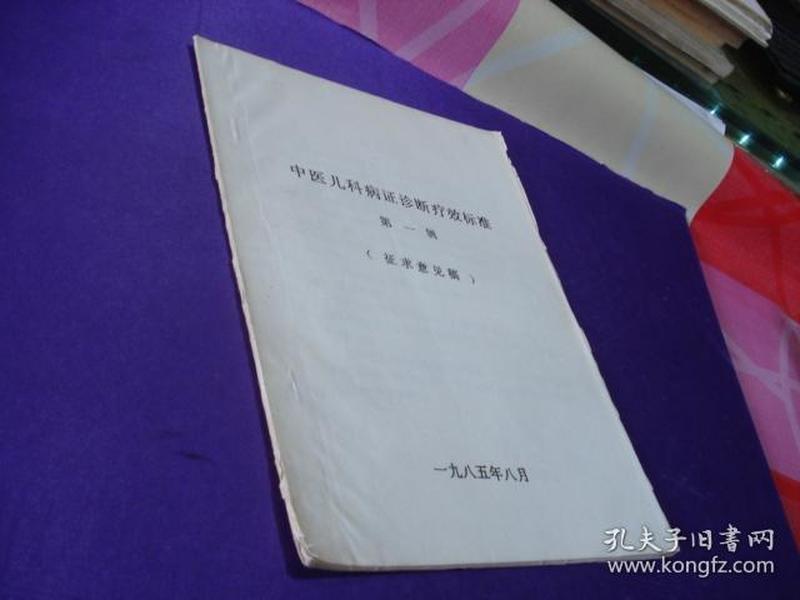 中医儿科病证诊断疗效标准
第一辑
（征求意见稿）
一九八五年八月
孔夫子旧書网
www.kongfz.com